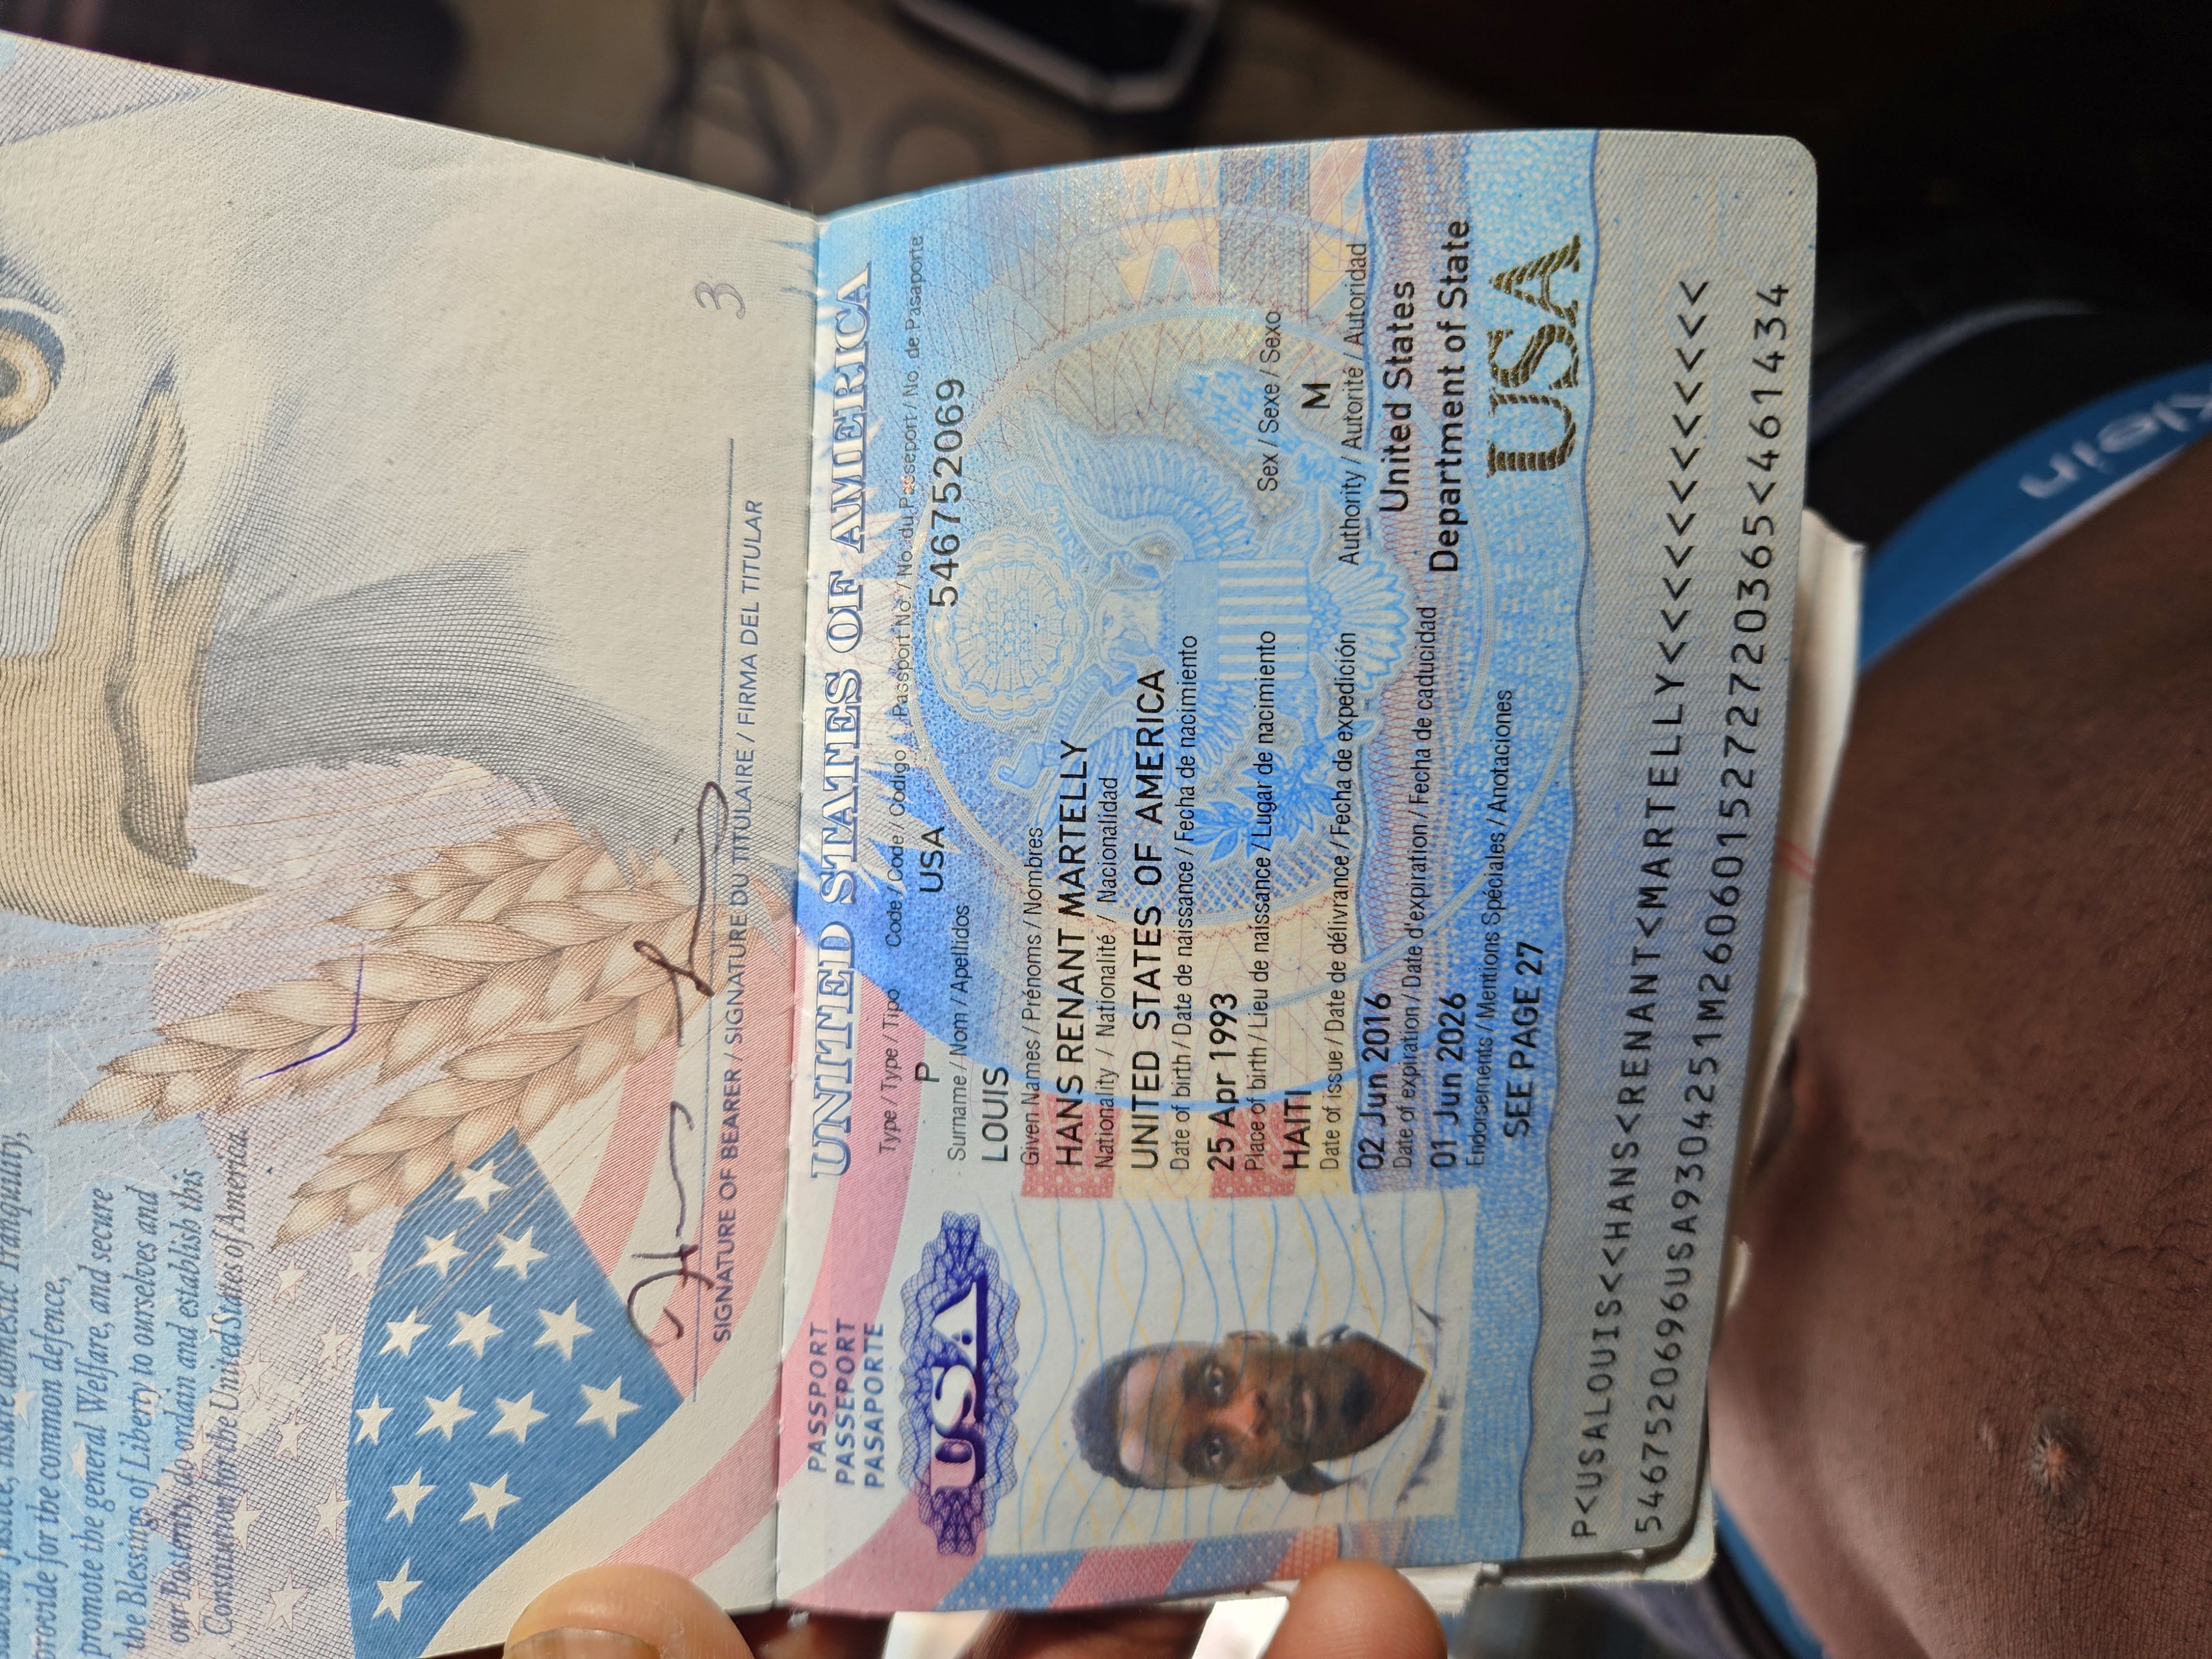 establish Justice, insure domestic Tranquility,
provide for the common defence,
promote the general Welfare, and secure
the Blessings of Liberty to ourselves and
our Posterity, do ordain and establish this
Constitution for the United States of America.
Hans Louis
SIGNATURE OF BEARER / SIGNATURE DU TITULAIRE / FIRMA DEL TITULAR
3
PASSPORT
PASSEPORT
PASAPORTE
USA
UNITED STATES OF AMERICA
Type / Type / Tipo Code / Code / Código Passport No. / No. du Passeport / No. de Pasaporte
P USA 546752069
Surname / Nom / Apellidos
LOUIS
Given Names / Prénoms / Nombres
HANS RENANT MARTELLY
Nationality / Nationalité / Nacionalidad
UNITED STATES OF AMERICA
Date of birth / Date de naissance / Fecha de nacimiento
25 Apr 1993
Place of birth / Lieu de naissance / Lugar de nacimiento Sex / Sexe / Sexo
HAITI M
Date of issue / Date de délivrance / Fecha de expedición Authority / Autorité / Autoridad
02 Jun 2016 United States
Date of expiration / Date d'expiration / Fecha de caducidad
01 Jun 2026 Department of State
Endorsements / Mentions Spéciales / Anotaciones
SEE PAGE 27
USA
P<USALOUIS<<HANS<RENANT<MARTELLY<<<<<<<<<<<<
5467520696USA9304251M2606015272720365<461434